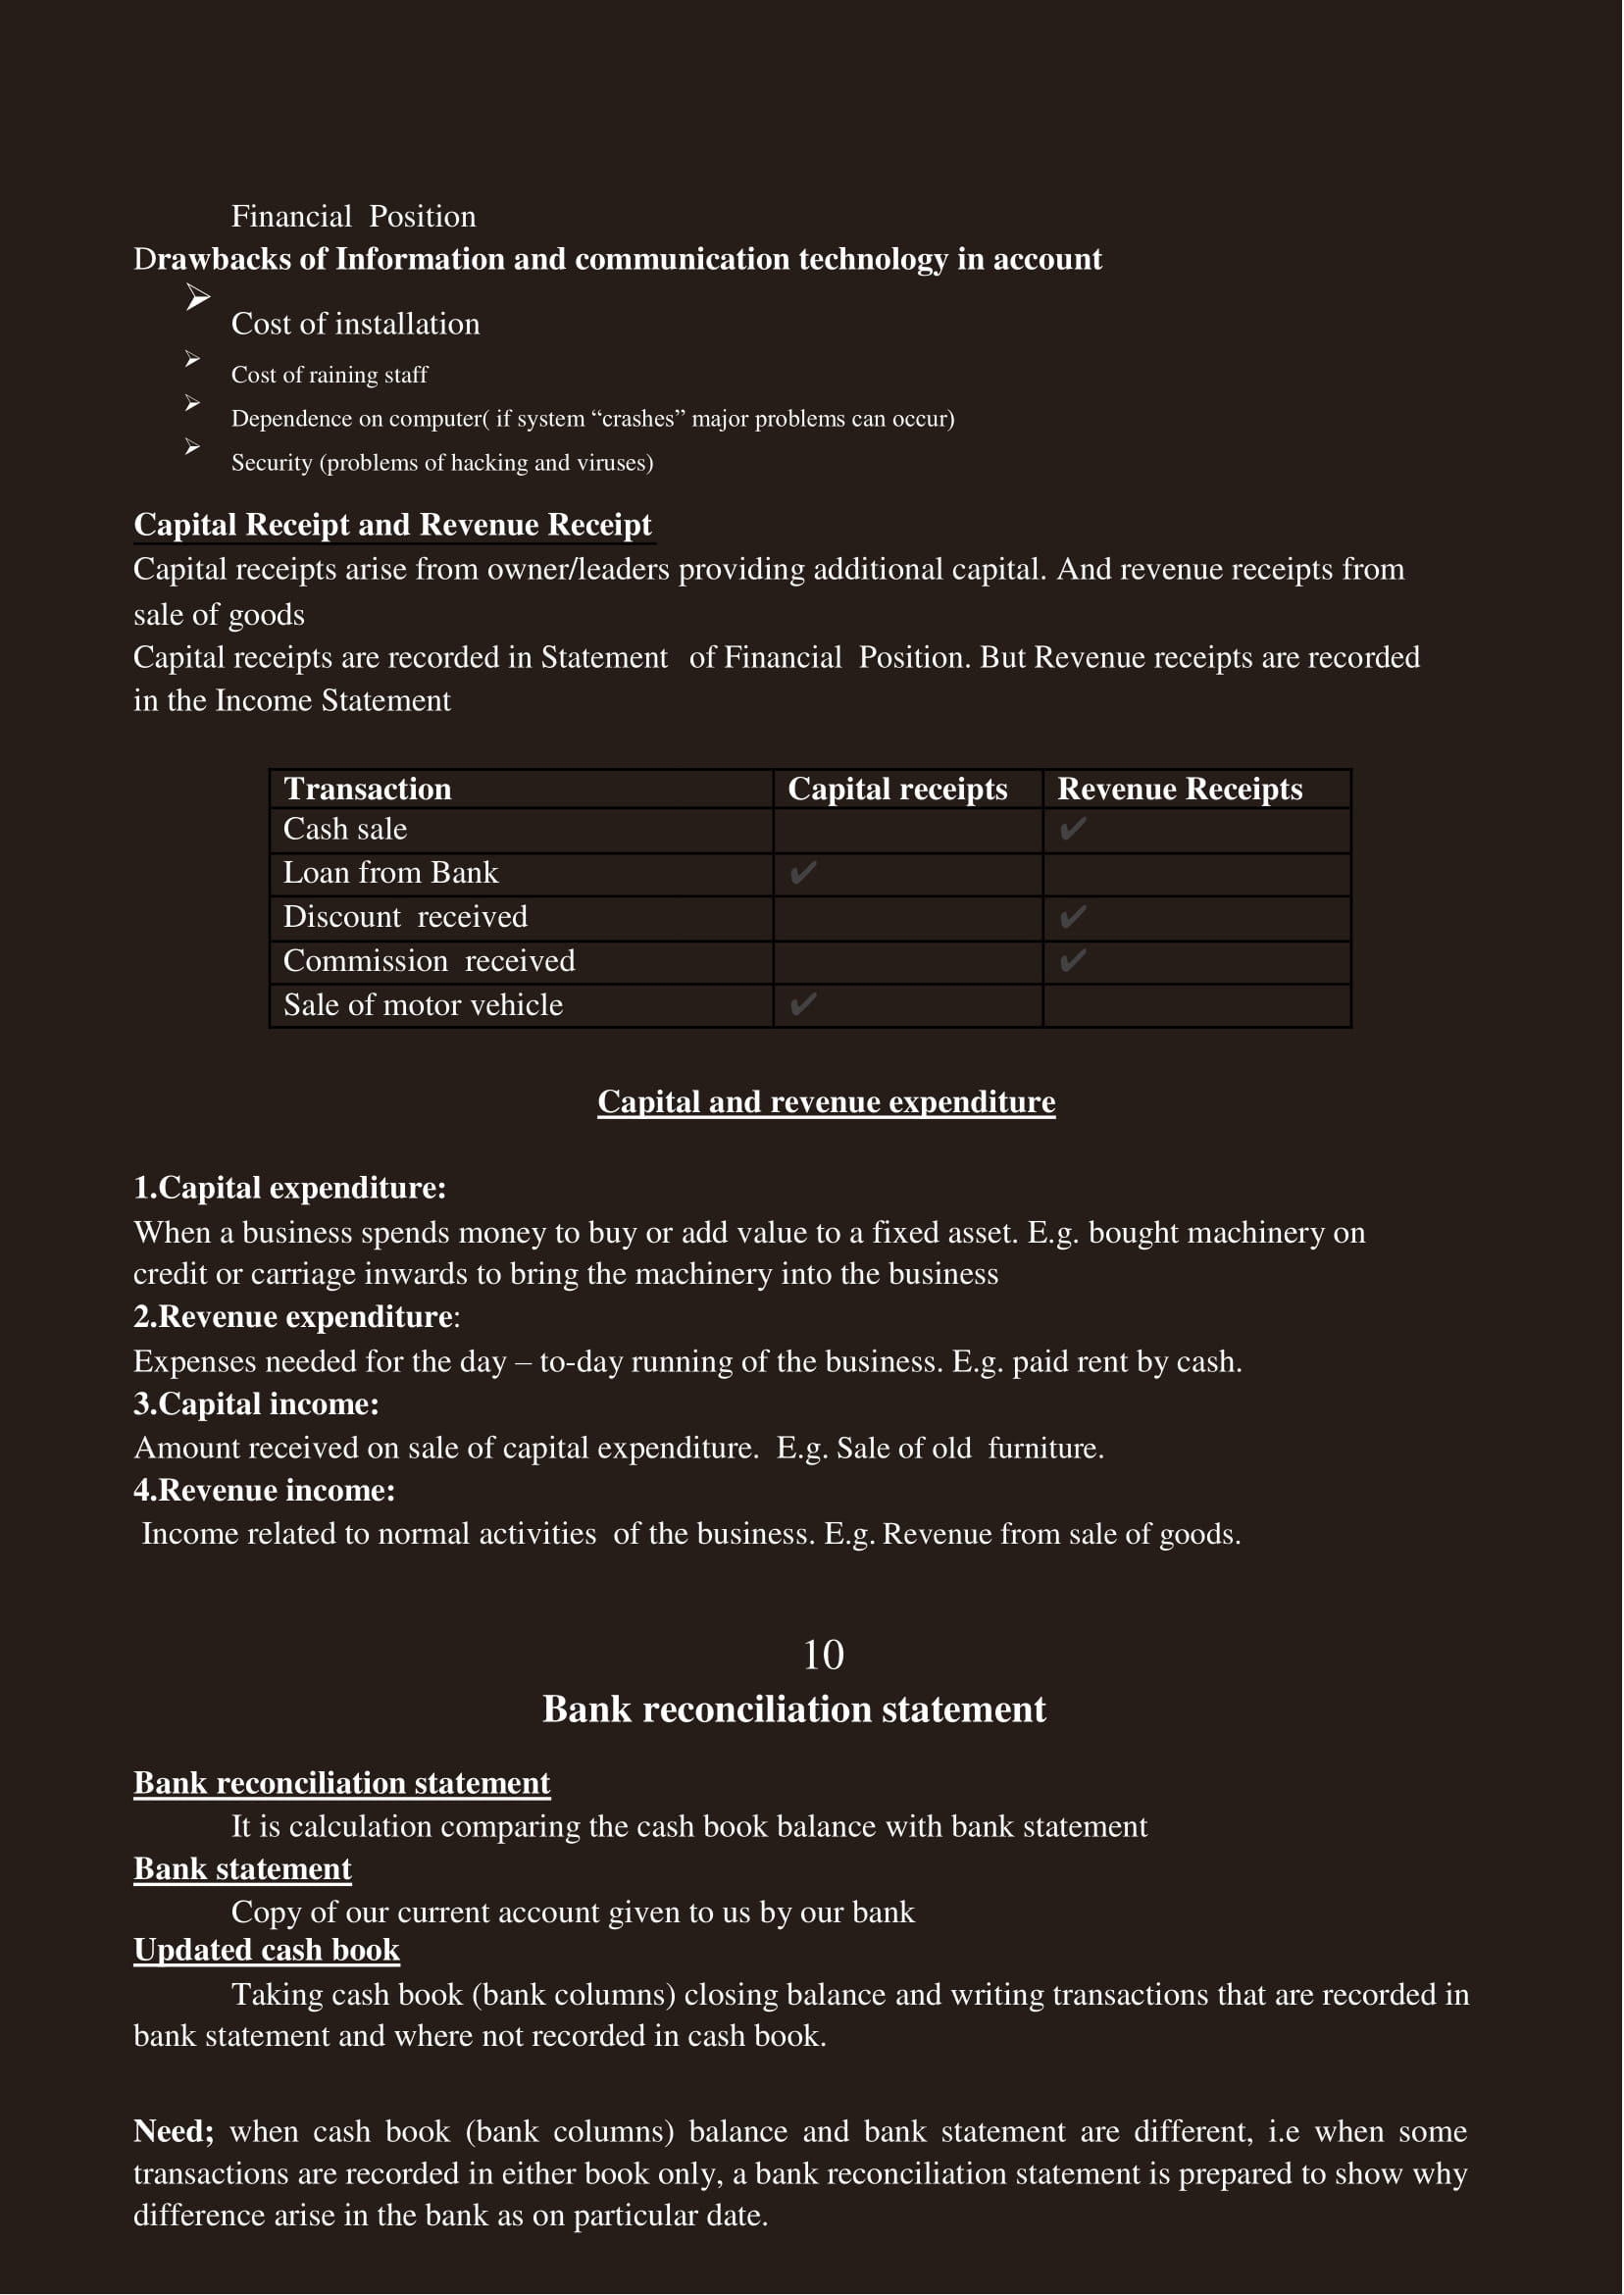 Financial Position
Drawbacks of Information and communication technology in account
➢
Cost of installation
➢ Cost of raining staff
➢ Dependence on computer( if system “crashes” major problems can occur)
➢ Security (problems of hacking and viruses)
Capital Receipt and Revenue Receipt
Capital receipts arise from owner/leaders providing additional capital. And revenue receipts from
sale of goods
Capital receipts are recorded in Statement of Financial Position. But Revenue receipts are recorded
in the Income Statement
Transaction Capital receipts Revenue Receipts
Cash sale ✔
Loan from Bank ✔
Discount received ✔
Commission received ✔
Sale of motor vehicle ✔
Capital and revenue expenditure
1.Capital expenditure:
When a business spends money to buy or add value to a fixed asset. E.g. bought machinery on
credit or carriage inwards to bring the machinery into the business
2.Revenue expenditure:
Expenses needed for the day – to-day running of the business. E.g. paid rent by cash.
3.Capital income:
Amount received on sale of capital expenditure. E.g. Sale of old furniture.
4.Revenue income:
Income related to normal activities of the business. E.g. Revenue from sale of goods.
10
Bank reconciliation statement
Bank reconciliation statement
It is calculation comparing the cash book balance with bank statement
Bank statement
Copy of our current account given to us by our bank
Updated cash book
Taking cash book (bank columns) closing balance and writing transactions that are recorded in
bank statement and where not recorded in cash book.
Need; when cash book (bank columns) balance and bank statement are different, i.e when some
transactions are recorded in either book only, a bank reconciliation statement is prepared to show why
difference arise in the bank as on particular date.